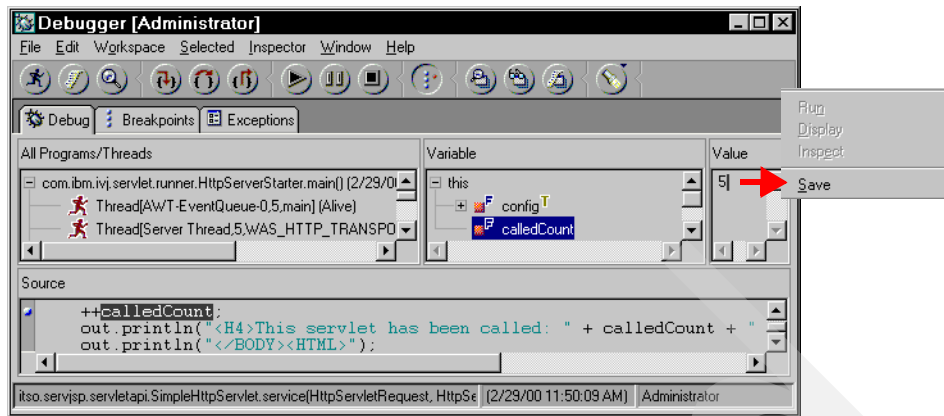 Debugger [Administrator]
File Edit Workspace Selected Inspector Window Help
Debug Breakpoints Exceptions
All Programs/Threads Variable Value
com.ibm.ivj.servlet.runner.HttpServerStarter.main() (2/29/0
Thread[AWT-EventQueue-0,5,main] (Alive)
Thread[Server Thread,5,WAS_HTTP_TRANSPO
this
config T
calledCount
5
Run
Display
Inspect
Save
Source
++calledCount;
out.println("<H4>This servlet has been called: " + calledCount + "
out.println("</BODY><HTML>");
itso.servjsp.servletapi.SimpleHttpServlet.service(HttpServletRequest, HttpSe (2/29/00 11:50:09 AM) Administrator